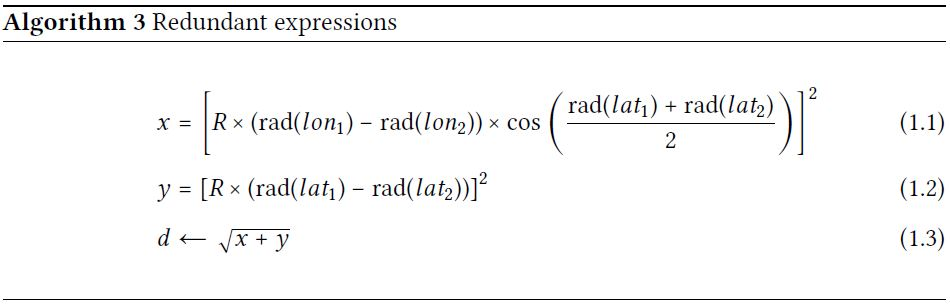 Algorithm 3 Redundant expressions
x = [R × (rad(lon₁) − rad(lon₂)) × cos ((rad(lat₁) + rad(lat₂))/2)]² (1.1)
y = [R × (rad(lat₁) − rad(lat₂))]² (1.2)
d ← √(x + y) (1.3)